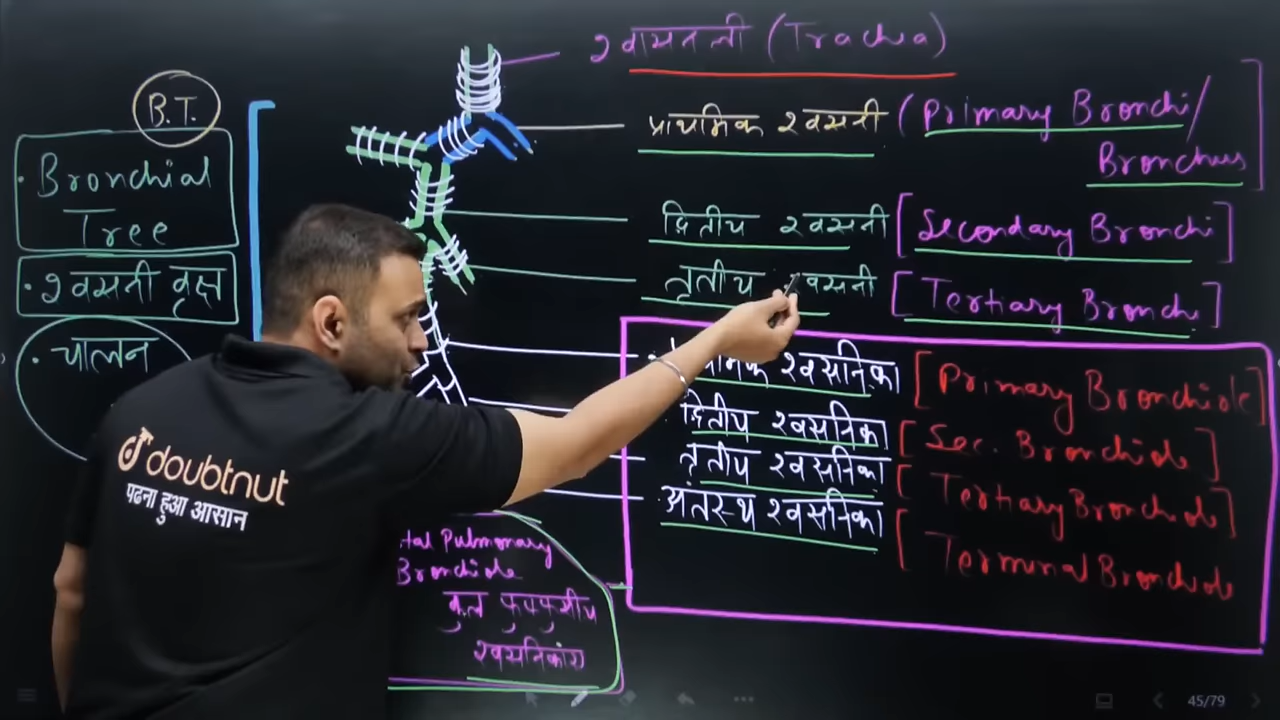 श्वासनली (Trachea)
B.T.
• Bronchial
Tree
• श्वसनी वृक्ष
• चालन
प्राथमिक श्वसनी (Primary Bronchi/
Bronchus
द्वितीय श्वसनी [Secondary Bronchi]
तृतीय श्वसनी [Tertiary Bronchi]
श्वसनिका [Primary Bronchiole]
द्वितीय श्वसनिका [Sec. Bronchiole]
तृतीय श्वसनिका [Tertiary Bronchiole]
अंतस्थ श्वसनिका [Terminal Bronchiole
Pulmonary
Bronchiole
कुल फुफ्फुसीय
श्वसनिकाएं
doubtnut
पढना हुआ आसान
45/79